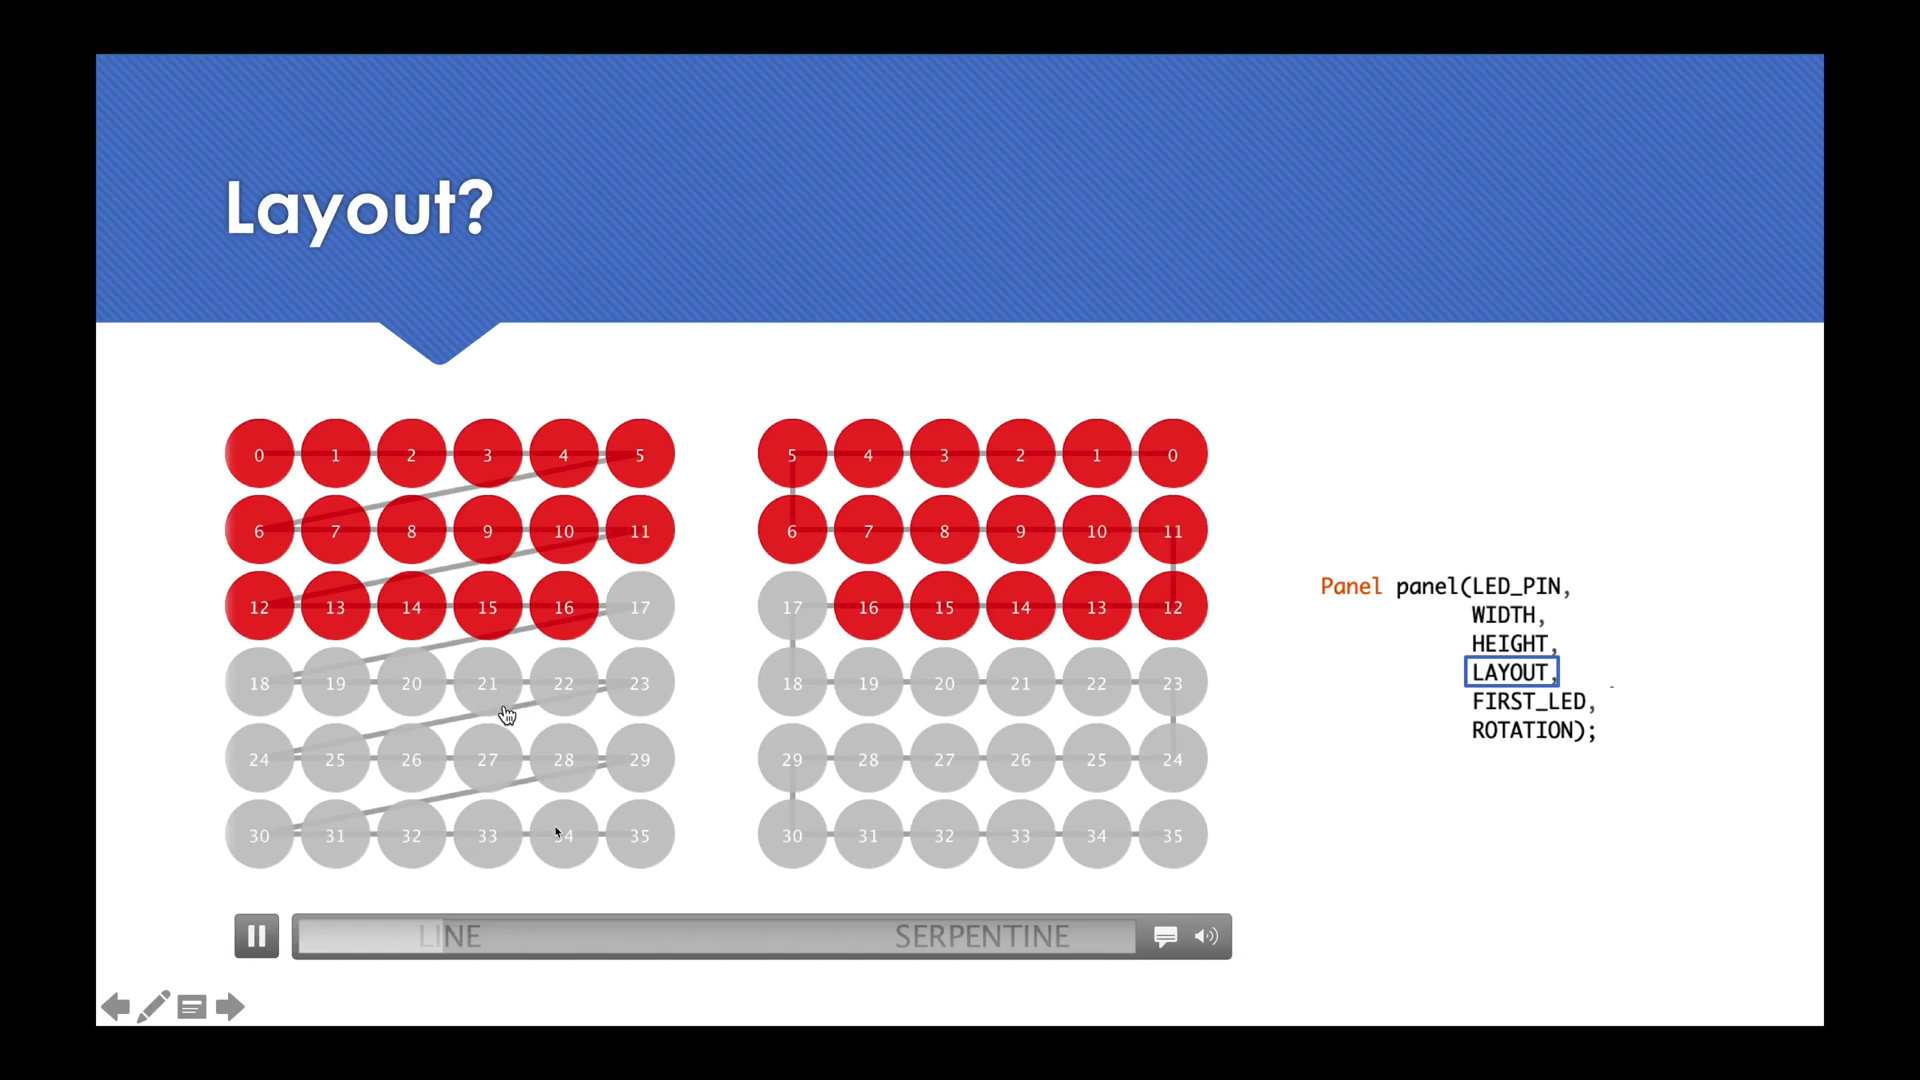 Layout?
0 1 2 3 4 5
6 7 8 9 10 11
12 13 14 15 16 17
18 19 20 21 22 23
24 25 26 27 28 29
30 31 32 33 34 35
5 4 3 2 1 0
6 7 8 9 10 11
17 16 15 14 13 12
18 19 20 21 22 23
29 28 27 26 25 24
30 31 32 33 34 35
LINE
SERPENTINE
Panel panel(LED_PIN,
WIDTH,
HEIGHT,
LAYOUT,
FIRST_LED,
ROTATION);